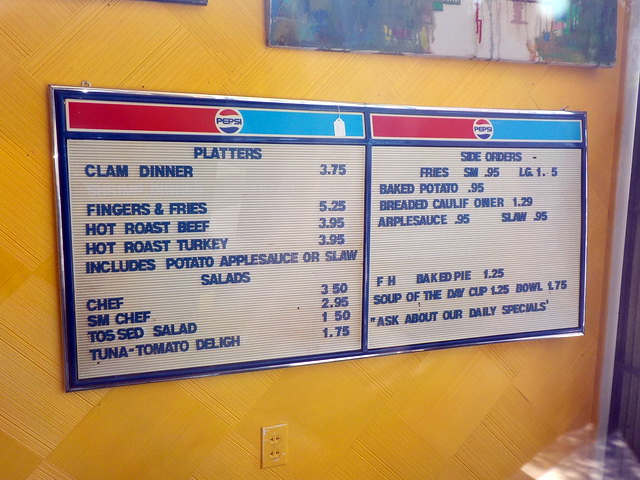 PEPSI
PLATTERS
CLAM DINNER 3.75
FINGERS & FRIES 5.25
HOT ROAST BEEF 3.95
HOT ROAST TURKEY 3.95
INCLUDES POTATO APPLESAUCE OR SLAW
SALADS
CHEF 3 50
SM CHEF 2.95
TOSSED SALAD 1 50
TUNA-TOMATO DELIGH 1.75
PEPSI
SIDE ORDERS -
FRIES SM .95 LG. 1. 5
BAKED POTATO .95
BREADED CAULIF OWER 1.29
ARPLESAUCE .95 SLAW .95
F H BAKED PIE 1.25
SOUP OF THE DAY CUP 1.25 BOWL 1.75
"ASK ABOUT OUR DAILY SPECIALS'